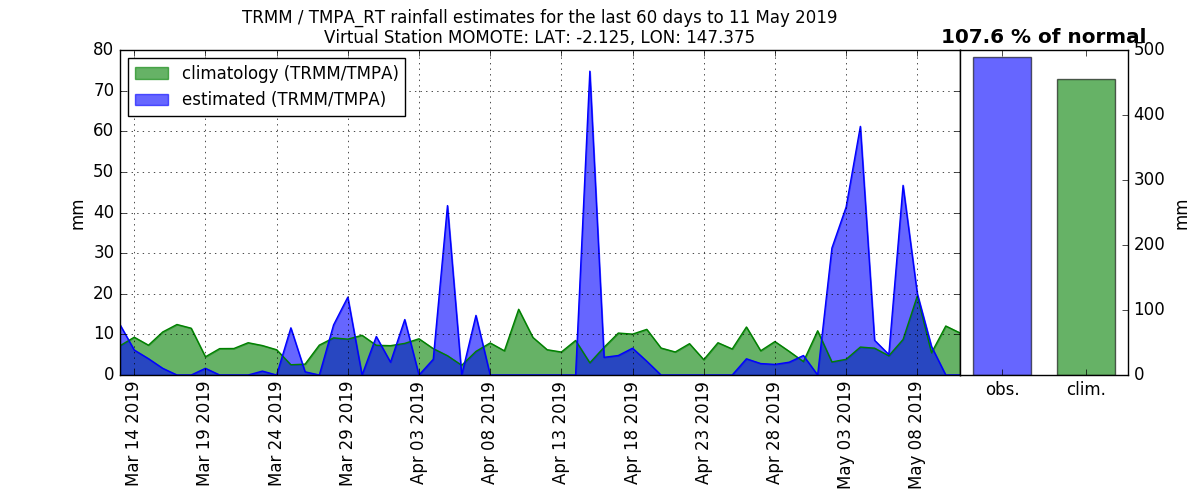 TRMM / TMPA_RT rainfall estimates for the last 60 days to 11 May 2019
Virtual Station MOMOTE: LAT: -2.125, LON: 147.375
107.6 % of normal
climatology (TRMM/TMPA)
estimated (TRMM/TMPA)
mm
80
70
60
50
40
30
20
10
0
Mar 14 2019
Mar 19 2019
Mar 24 2019
Mar 29 2019
Apr 03 2019
Apr 08 2019
Apr 13 2019
Apr 18 2019
Apr 23 2019
Apr 28 2019
May 03 2019
May 08 2019
obs.
clim.
500
400
300
200
100
0
mm